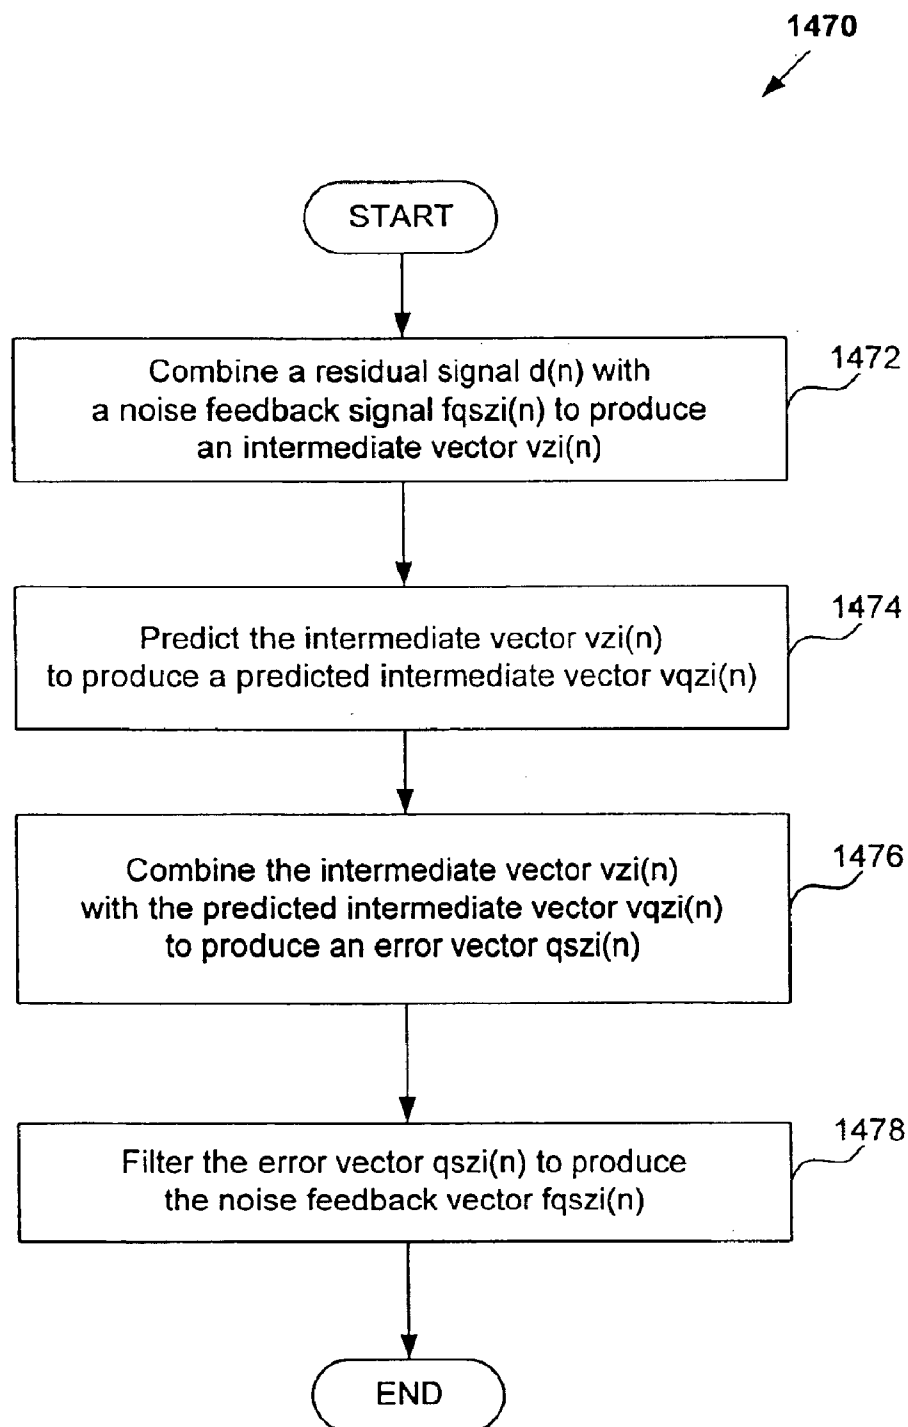 1470
START
Combine a residual signal d(n) with
a noise feedback signal fqszi(n) to produce
an intermediate vector vzi(n)
1472
Predict the intermediate vector vzi(n)
to produce a predicted intermediate vector vqzi(n)
1474
Combine the intermediate vector vzi(n)
with the predicted intermediate vector vqzi(n)
to produce an error vector qszi(n)
1476
Filter the error vector qszi(n) to produce
the noise feedback vector fqszi(n)
1478
END